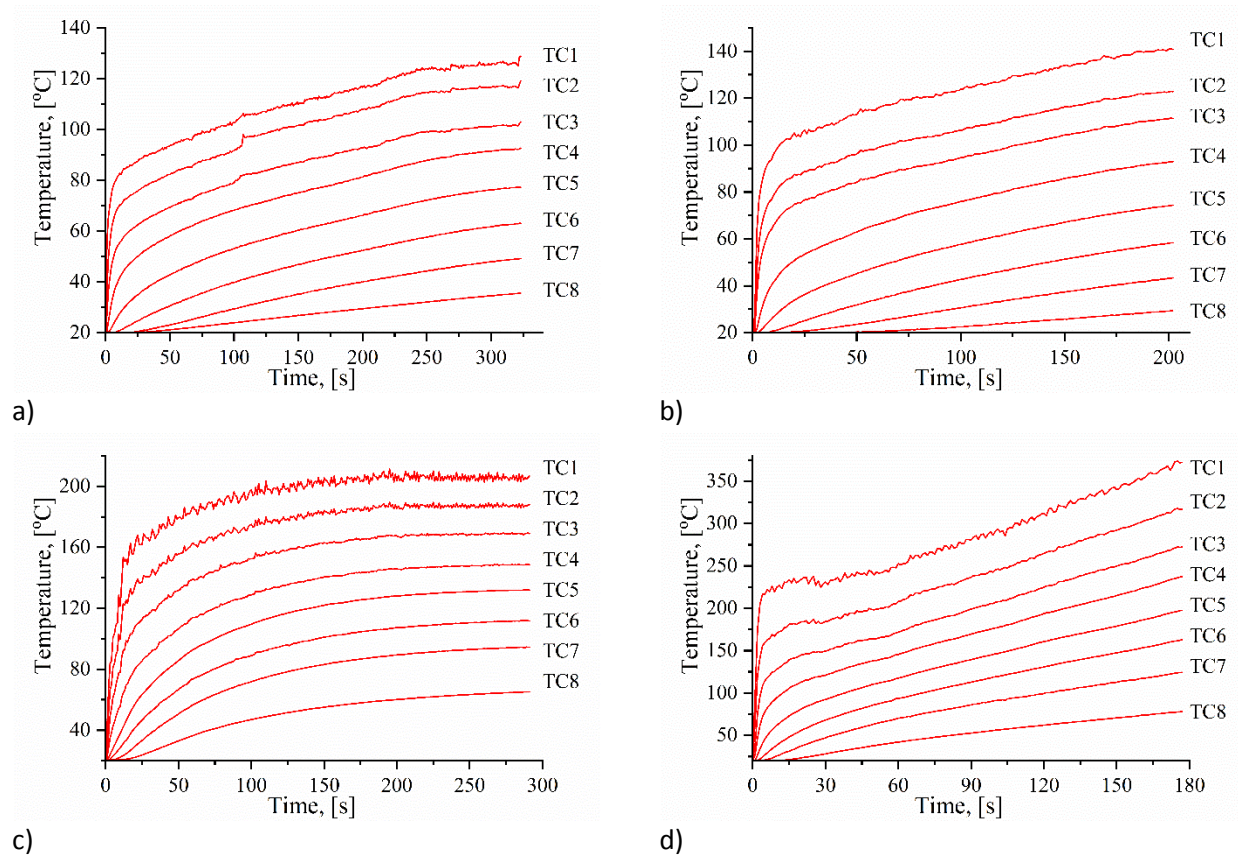 140
120
100
80
60
40
20
Temperature, [°C]
TC1
TC2
TC3
TC4
TC5
TC6
TC7
TC8
0 50 100 150 200 250 300
Time, [s]
a)
140
120
100
80
60
40
20
Temperature, [°C]
TC1
TC2
TC3
TC4
TC5
TC6
TC7
TC8
0 50 100 150 200
Time, [s]
b)
200
160
120
80
40
Temperature, [°C]
TC1
TC2
TC3
TC4
TC5
TC6
TC7
TC8
0 50 100 150 200 250 300
Time, [s]
c)
350
300
250
200
150
100
50
Temperature, [°C]
TC1
TC2
TC3
TC4
TC5
TC6
TC7
TC8
0 30 60 90 120 150 180
Time, [s]
d)